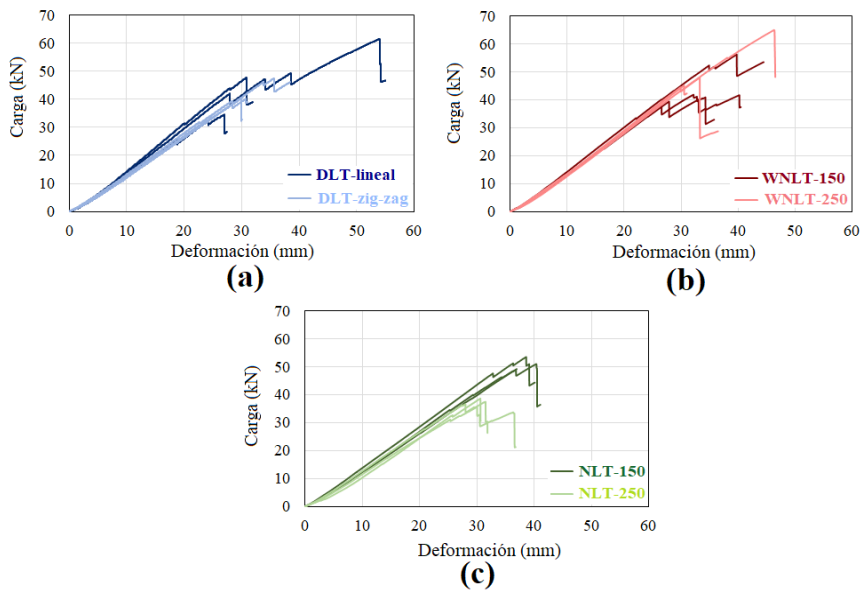 70
60
50
40
30
20
10
0
Carga (kN)
DLT-lineal
DLT-zig-zag
0 10 20 30 40 50 60
Deformación (mm)
(a)
70
60
50
40
30
20
10
0
Carga (kN)
WNLT-150
WNLT-250
0 10 20 30 40 50 60
Deformación (mm)
(b)
70
60
50
40
30
20
10
0
Carga (kN)
NLT-150
NLT-250
0 10 20 30 40 50 60
Deformación (mm)
(c)